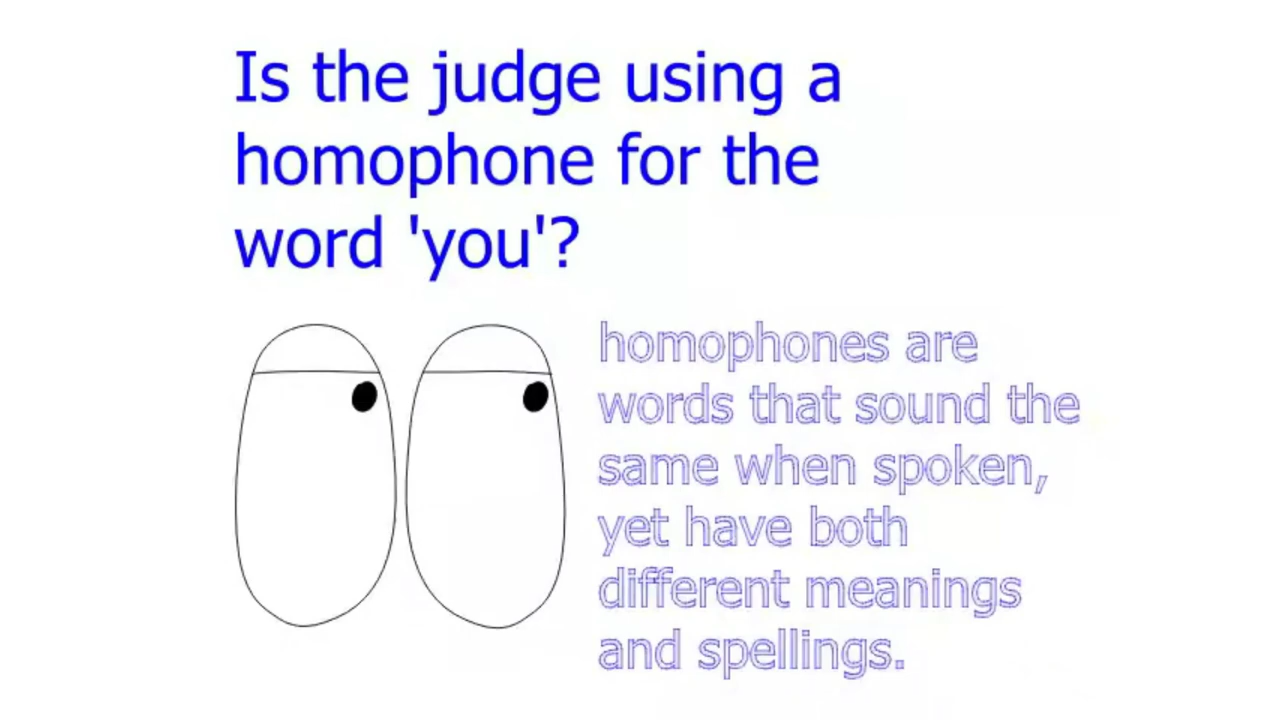 Is the judge using a
homophone for the
word 'you'?
homophones are
words that sound the
same when spoken,
yet have both
different meanings
and spellings.